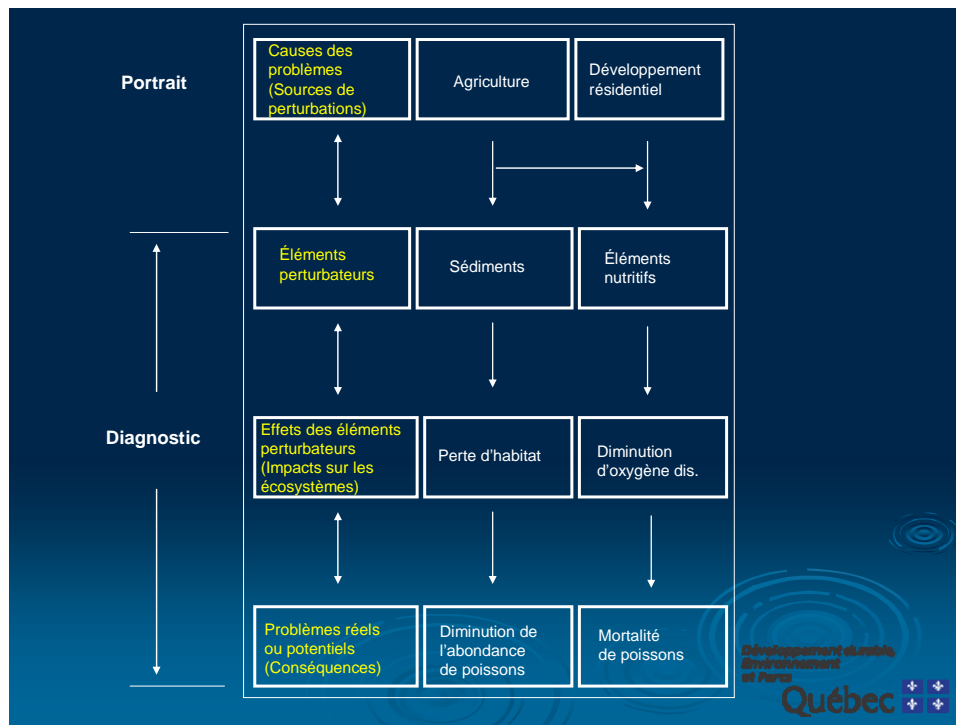 Portrait
Causes des
problèmes
(Sources de
perturbations)
Agriculture
Développement
résidentiel
Éléments
perturbateurs
Sédiments
Éléments
nutritifs
Diagnostic
Effets des éléments
perturbateurs
(Impacts sur les
écosystèmes)
Perte d'habitat
Diminution
d'oxygène dis.
Problèmes réels
ou potentiels
(Conséquences)
Diminution de
l'abondance
de poissons
Mortalité
de poissons
Développement durable,
Environnement
et Parcs
Québec